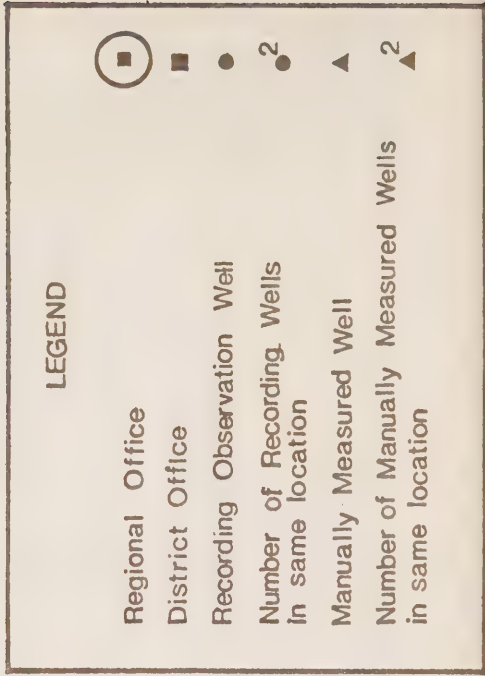 LEGEND
Regional Office
District Office
Recording Observation Well
Number of Recording Wells 2
in same location
Manually Measured Well
Number of Manually Measured Wells 2
in same location